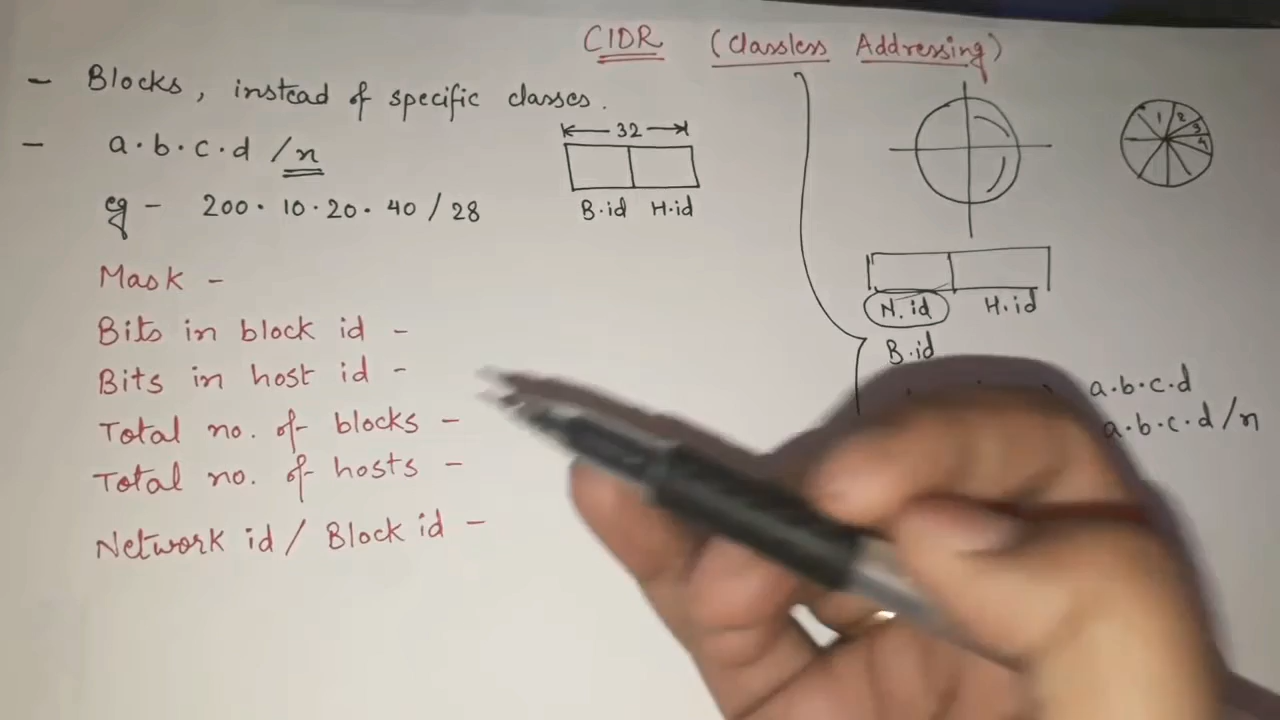 CIDR (Classless Addressing)
- Blocks, instead of specific classes.
- a.b.c.d /n
eg - 200.10.20.40 / 28
32
B.id H.id
Mask -
Bits in block id -
Bits in host id -
Total no. of blocks -
Total no. of hosts -
Network id / Block id -
1 2 3 4
N.id H.id
B.id
a.b.c.d
a.b.c.d/n